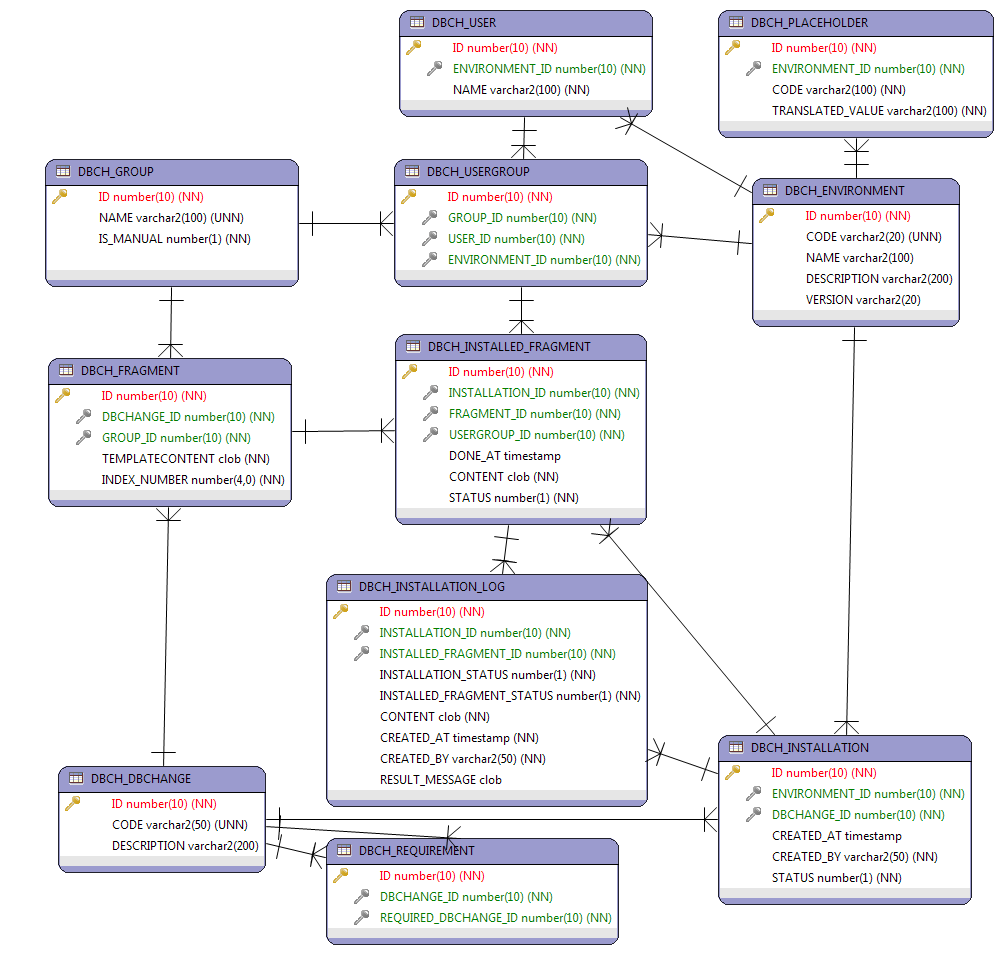 DBCH_USER
ID number(10) (NN)
ENVIRONMENT_ID number(10) (NN)
NAME varchar2(100) (NN)
DBCH_PLACEHOLDER
ID number(10) (NN)
ENVIRONMENT_ID number(10) (NN)
CODE varchar2(100) (NN)
TRANSLATED_VALUE varchar2(100) (NN)
DBCH_GROUP
ID number(10) (NN)
NAME varchar2(100) (UNN)
IS_MANUAL number(1) (NN)
DBCH_USERGROUP
ID number(10) (NN)
GROUP_ID number(10) (NN)
USER_ID number(10) (NN)
ENVIRONMENT_ID number(10) (NN)
DBCH_ENVIRONMENT
ID number(10) (NN)
CODE varchar2(20) (UNN)
NAME varchar2(100)
DESCRIPTION varchar2(200)
VERSION varchar2(20)
DBCH_FRAGMENT
ID number(10) (NN)
DBCHANGE_ID number(10) (NN)
GROUP_ID number(10) (NN)
TEMPLATECONTENT clob (NN)
INDEX_NUMBER number(4,0) (NN)
DBCH_INSTALLED_FRAGMENT
ID number(10) (NN)
INSTALLATION_ID number(10) (NN)
FRAGMENT_ID number(10) (NN)
USERGROUP_ID number(10) (NN)
DONE_AT timestamp
CONTENT clob (NN)
STATUS number(1) (NN)
DBCH_INSTALLATION_LOG
ID number(10) (NN)
INSTALLATION_ID number(10) (NN)
INSTALLED_FRAGMENT_ID number(10) (NN)
INSTALLATION_STATUS number(1) (NN)
INSTALLED_FRAGMENT_STATUS number(1) (NN)
CONTENT clob (NN)
CREATED_AT timestamp (NN)
CREATED_BY varchar2(50) (NN)
RESULT_MESSAGE clob
DBCH_INSTALLATION
ID number(10) (NN)
ENVIRONMENT_ID number(10) (NN)
DBCHANGE_ID number(10) (NN)
CREATED_AT timestamp
CREATED_BY varchar2(50) (NN)
STATUS number(1) (NN)
DBCH_DBCHANGE
ID number(10) (NN)
CODE varchar2(50) (UNN)
DESCRIPTION varchar2(200)
DBCH_REQUIREMENT
ID number(10) (NN)
DBCHANGE_ID number(10) (NN)
REQUIRED_DBCHANGE_ID number(10) (NN)